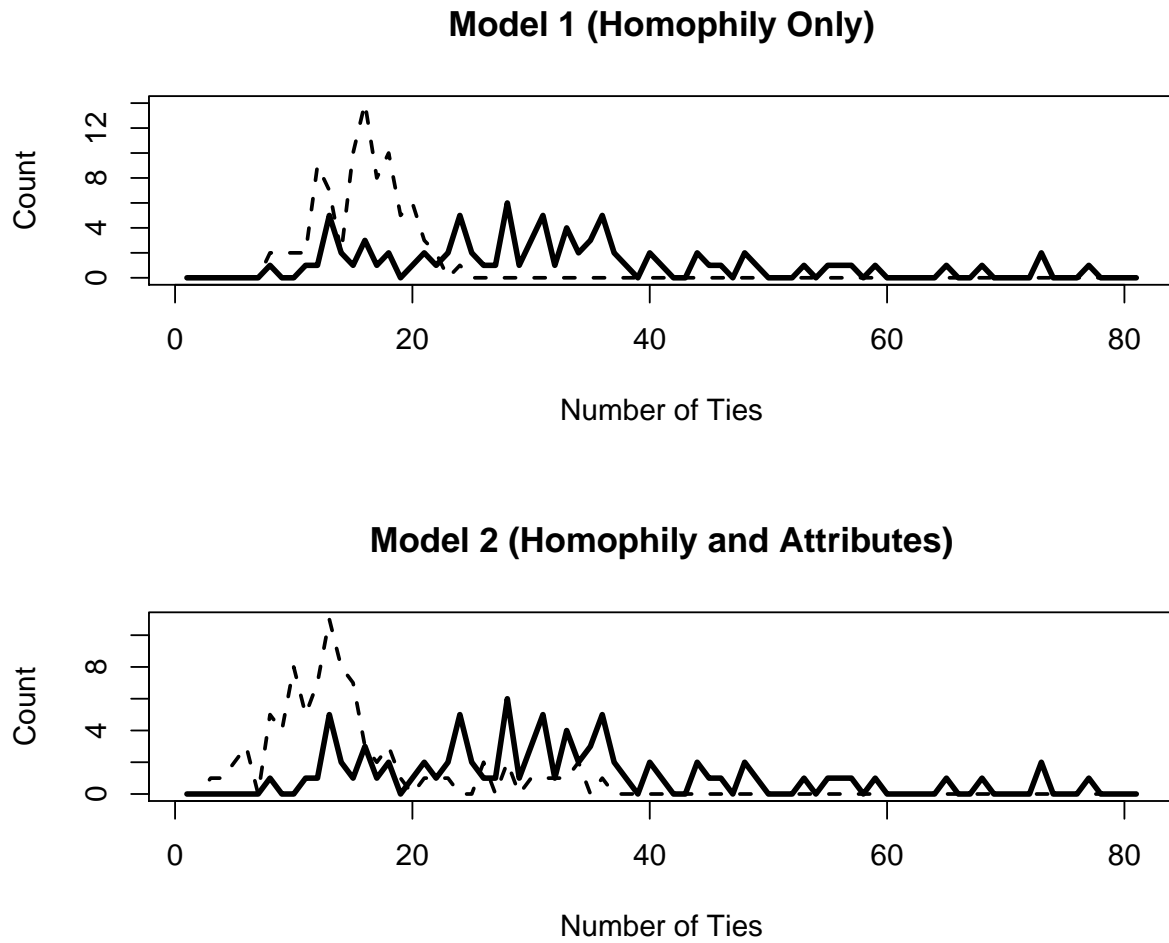 Model 1 (Homophily Only)
Count
12
8
4
0
0 20 40 60 80
Number of Ties
Model 2 (Homophily and Attributes)
Count
8
4
0
0 20 40 60 80
Number of Ties